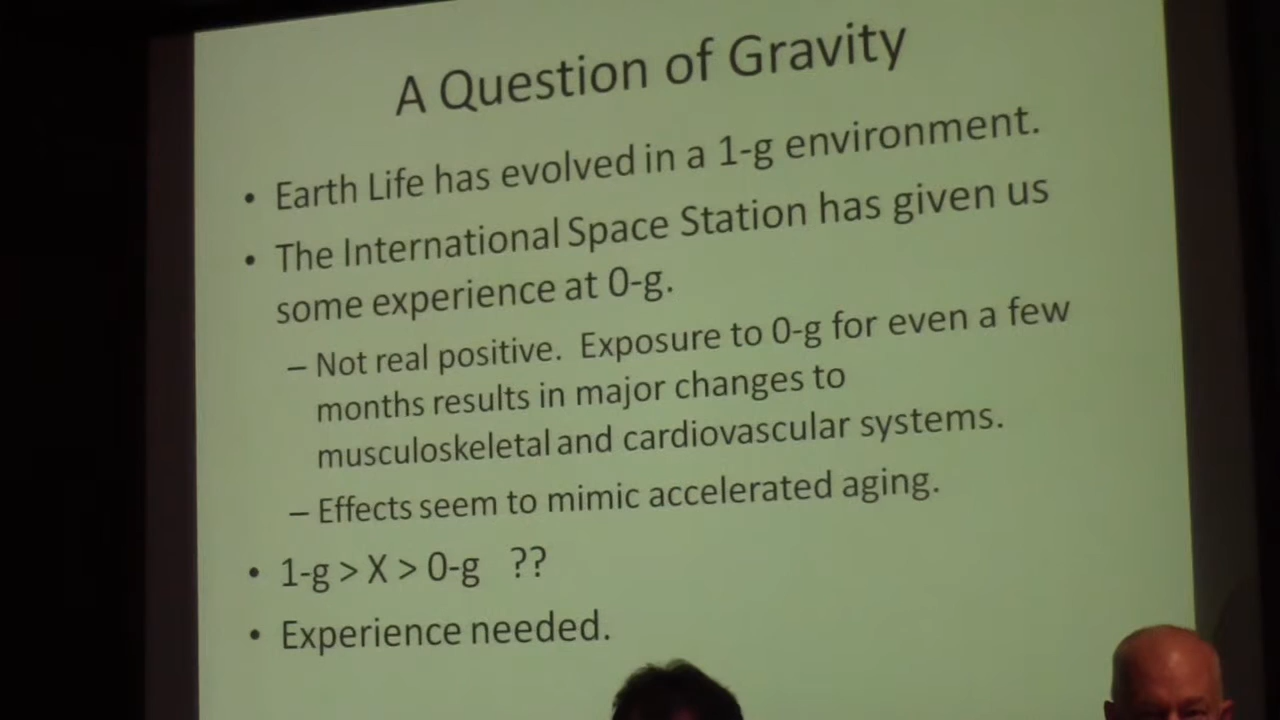 A Question of Gravity
• Earth Life has evolved in a 1-g environment.
• The International Space Station has given us
some experience at 0-g.
– Not real positive.  Exposure to 0-g for even a few
months results in major changes to
musculoskeletal and cardiovascular systems.
– Effects seem to mimic accelerated aging.
• 1-g > X > 0-g   ??
• Experience needed.